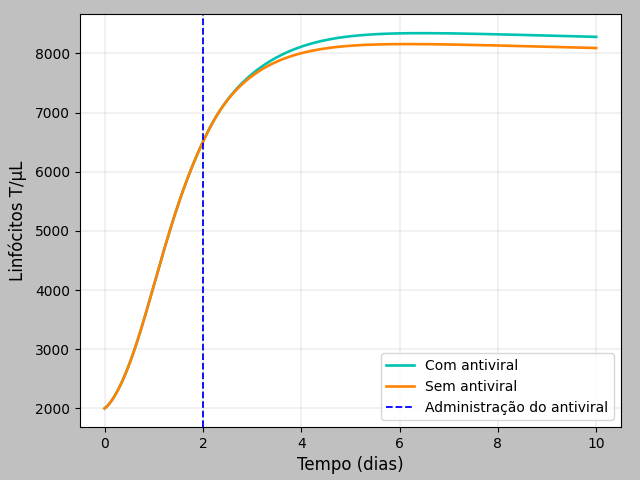 Linfócitos T/μL
8000
7000
6000
5000
4000
3000
2000
0
2
4
6
8
10
Tempo (dias)
Com antiviral
Sem antiviral
Administração do antiviral